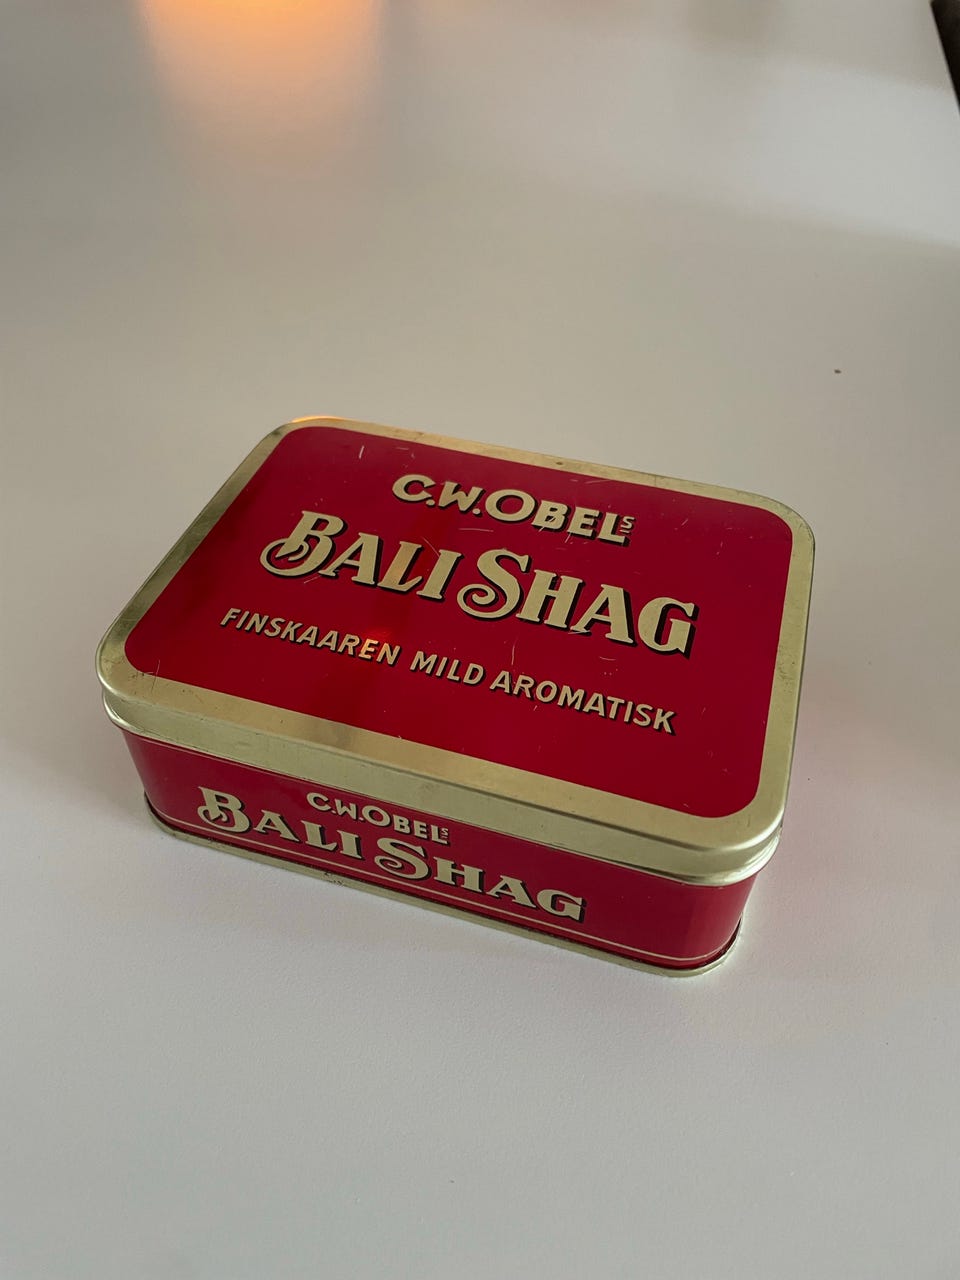 C.W.OBELs
BALI SHAG
FINSKAAREN MILD AROMATISK
C.W.OBELs
BALI SHAG